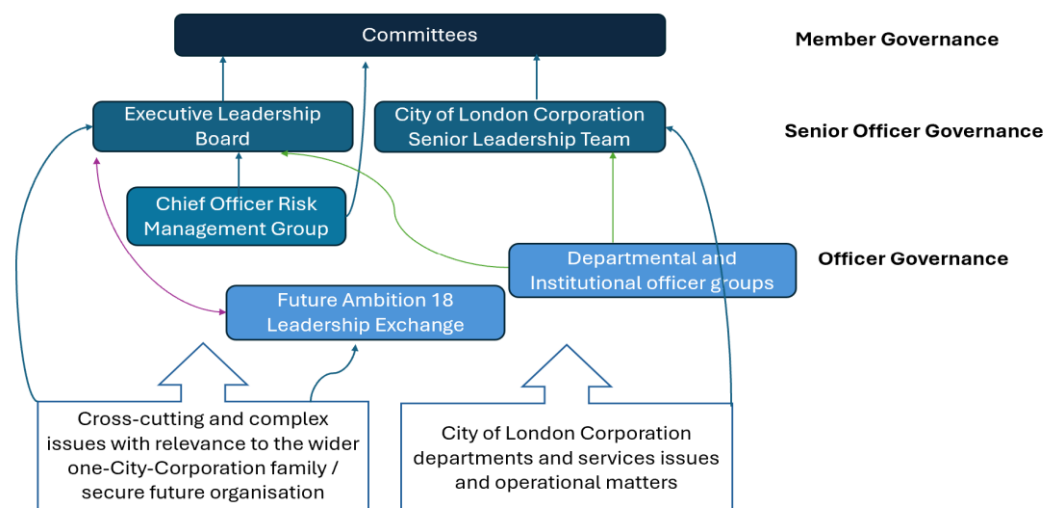 Committees
Member Governance
Executive Leadership
Board
City of London Corporation
Senior Leadership Team
Senior Officer Governance
Chief Officer Risk
Management Group
Departmental and
Institutional officer groups
Officer Governance
Future Ambition 18
Leadership Exchange
Cross-cutting and complex
issues with relevance to the wider
one-City-Corporation family /
secure future organisation
City of London Corporation
departments and services issues
and operational matters